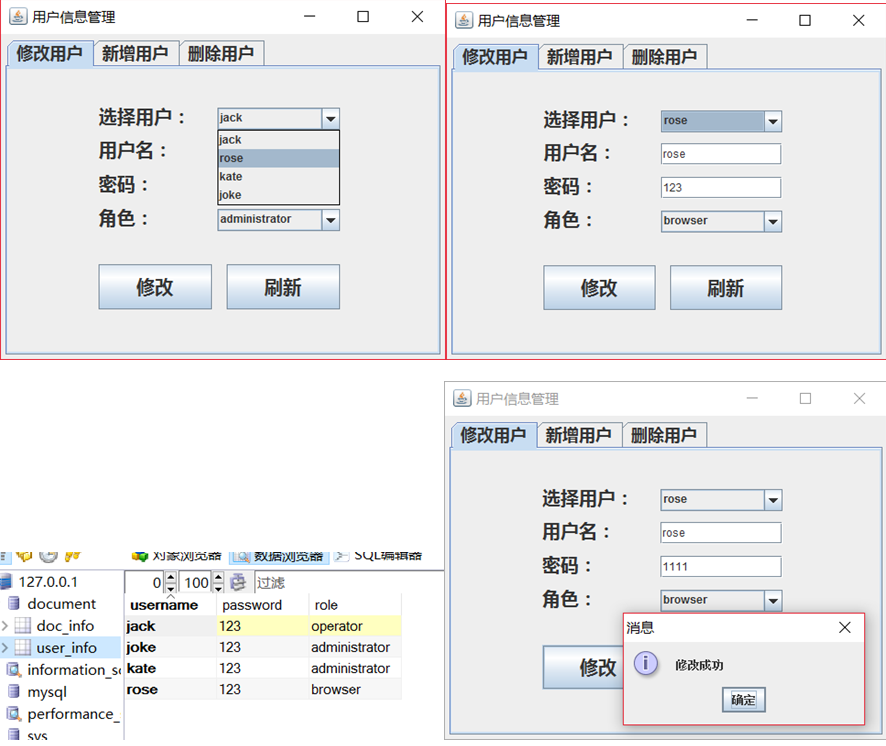 用户信息管理
修改用户 新增用户 删除用户
选择用户： jack
jack
用户名： rose
密码： kate
joke
角色： administrator
修改 刷新
用户信息管理
修改用户 新增用户 删除用户
选择用户： rose
用户名： rose
密码： 123
角色： browser
修改 刷新
对象浏览器 数据浏览器 SQL编辑器
127.0.0.1 0 100 过滤
document
doc_info
user_info
information_sc
mysql
performance_
sys
username password role
jack 123 operator
joke 123 administrator
kate 123 administrator
rose 123 browser
用户信息管理
修改用户 新增用户 删除用户
选择用户： rose
用户名： rose
密码： 1111
角色： browser
修改
消息
修改成功
确定